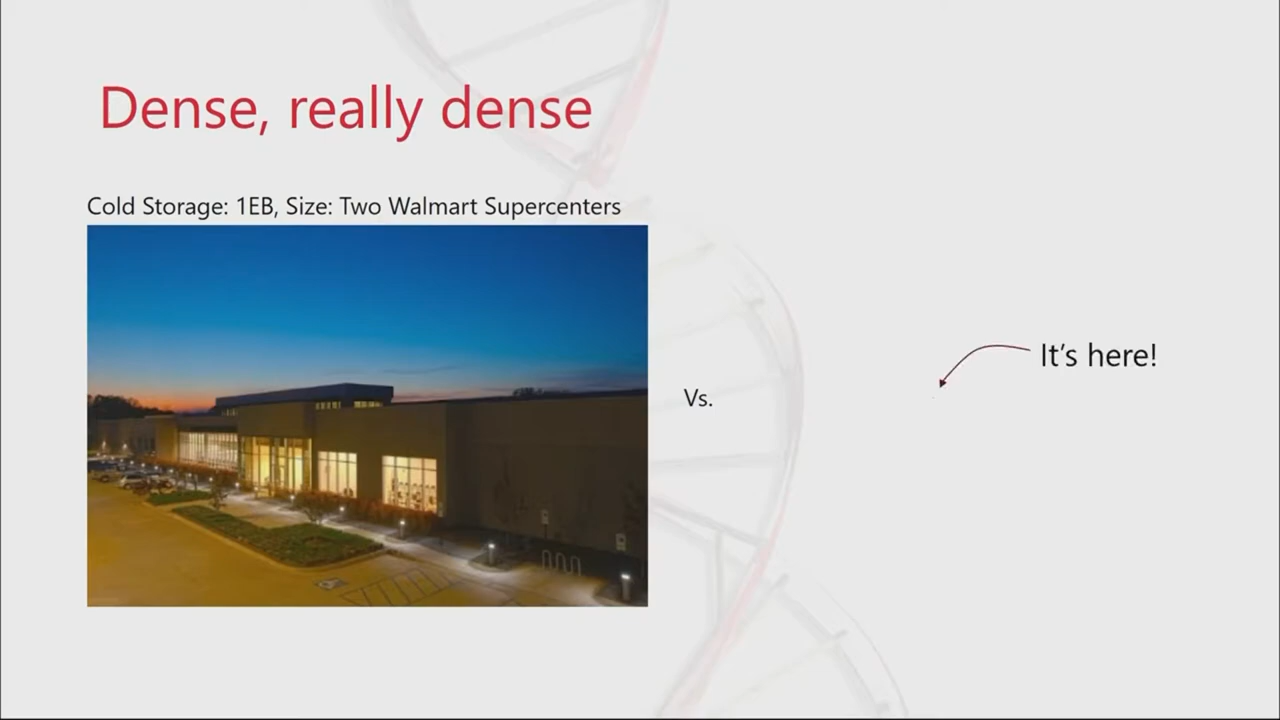 Dense, really dense
Cold Storage: 1EB, Size: Two Walmart Supercenters
Vs.
It's here!